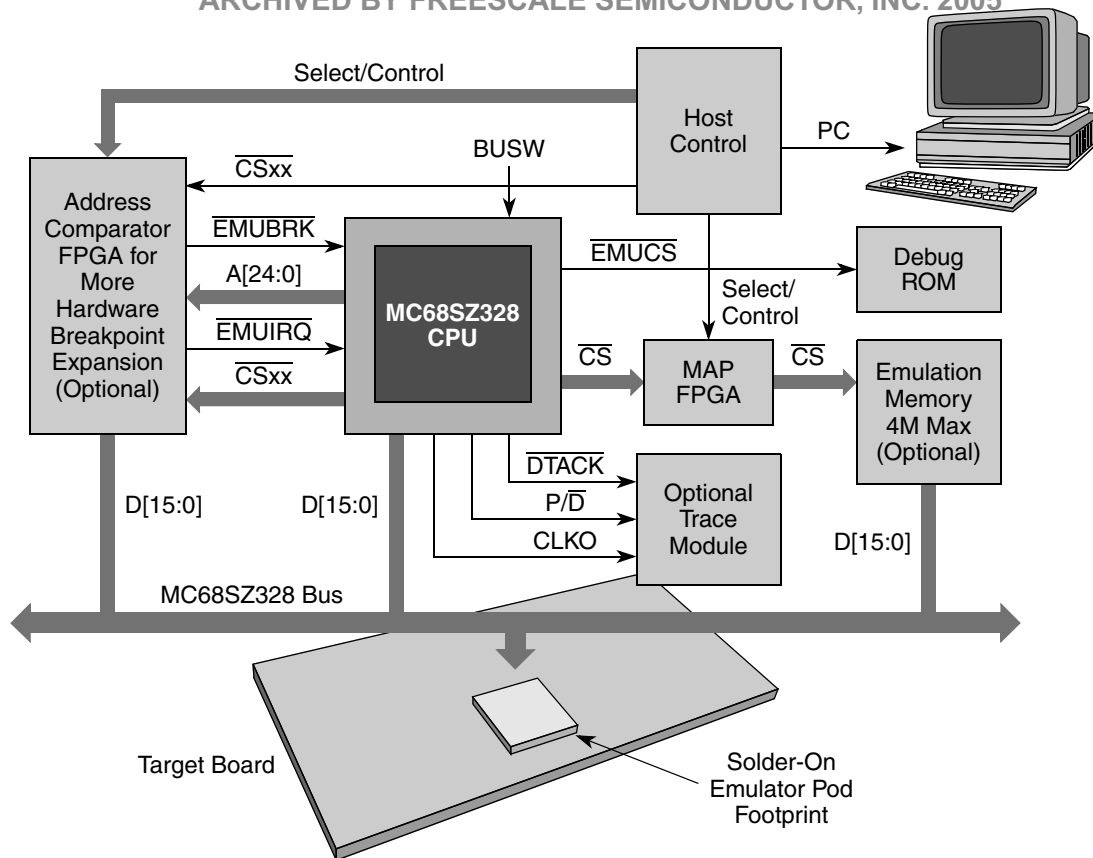 ARCHIVED BY FREESCALE SEMICONDUCTOR, INC. 2005
Select/Control
Host
Control
PC
BUSW
CSxx
Address
Comparator
FPGA for
More
Hardware
Breakpoint
Expansion
(Optional)
EMUBRK
A[24:0]
EMUIRQ
CSxx
MC68SZ328
CPU
EMUCS
Debug
ROM
Select/
Control
CS
MAP
FPGA
CS
Emulation
Memory
4M Max
(Optional)
DTACK
P/D
CLKO
Optional
Trace
Module
D[15:0]
D[15:0]
D[15:0]
MC68SZ328 Bus
Target Board
Solder-On
Emulator Pod
Footprint